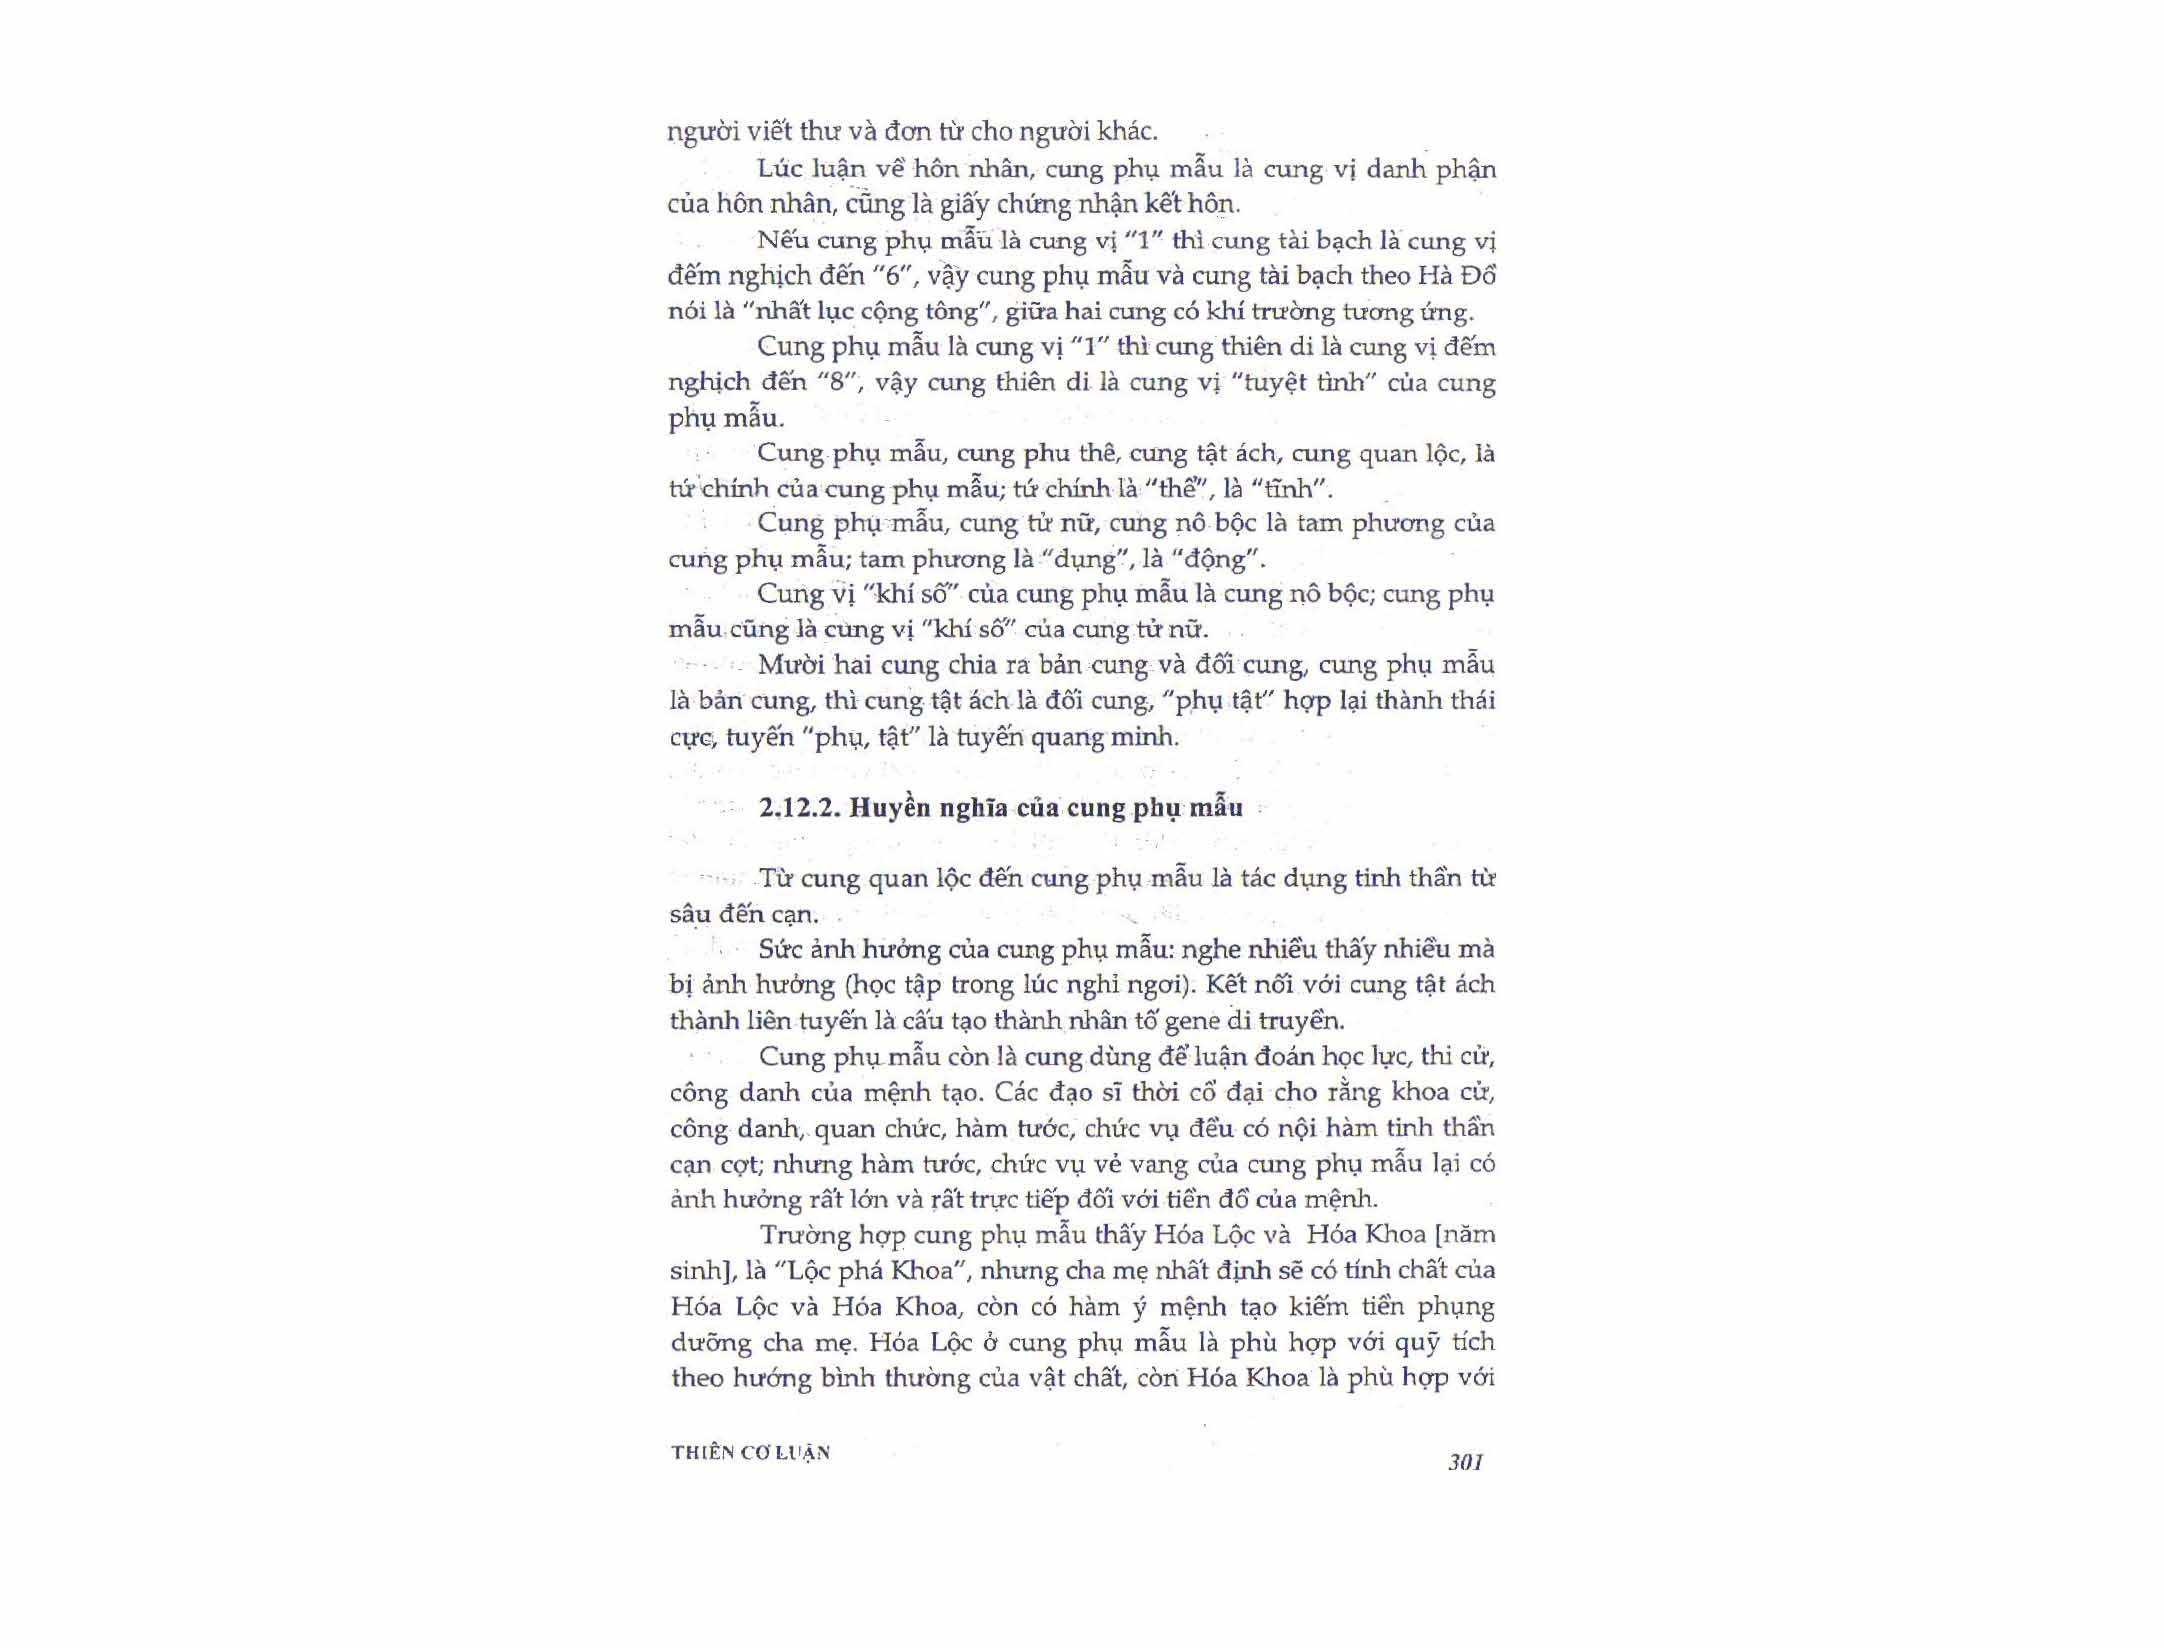 người viết thư và đơn từ cho người khác.
Lúc luận về hôn nhân, cung phụ mẫu là cung vị danh phận
của hôn nhân, cũng là giấy chứng nhận kết hôn.
Nếu cung phụ mẫu là cung vị "1" thì cung tài bạch là cung vị
đếm nghịch đến "6", vậy cung phụ mẫu và cung tài bạch theo Hà Đồ
nói là "nhất lục cộng tông", giữa hai cung có khí trường tương ứng.
Cung phụ mẫu là cung vị "1" thì cung thiên di là cung vị đếm
nghịch đến "8", vậy cung thiên di là cung vị "tuyệt tình" của cung
phụ mẫu.
Cung phụ mẫu, cung phu thê, cung tật ách, cung quan lộc, là
tứ chính của cung phụ mẫu; tứ chính là "thể", là "tĩnh".
Cung phụ mẫu, cung tử nữ, cung nô bộc là tam phương của
cung phụ mẫu; tam phương là "dụng", là "động".
Cung vị "khí số" của cung phụ mẫu là cung nô bộc; cung phụ
mẫu cũng là cung vị "khí số" của cung tử nữ.
Mười hai cung chia ra bản cung và đối cung, cung phụ mẫu
là bản cung, thì cung tật ách là đối cung, "phụ tật" hợp lại thành thái
cực, tuyến "phụ, tật" là tuyến quang minh.
2.12.2. Huyền nghĩa của cung phụ mẫu
Từ cung quan lộc đến cung phụ mẫu là tác dụng tinh thần từ
sâu đến cạn.
Sức ảnh hưởng của cung phụ mẫu: nghe nhiều thấy nhiều mà
bị ảnh hưởng (học tập trong lúc nghỉ ngơi). Kết nối với cung tật ách
thành liên tuyến là cấu tạo thành nhân tố gene di truyền.
Cung phụ mẫu còn là cung dùng để luận đoán học lực, thi cử,
công danh của mệnh tạo. Các đạo sĩ thời cổ đại cho rằng khoa cử,
công danh, quan chức, hàm tước, chức vụ đều có nội hàm tinh thần
cạn cợt; nhưng hàm tước, chức vụ vẻ vang của cung phụ mẫu lại có
ảnh hưởng rất lớn và rất trực tiếp đối với tiền đồ của mệnh.
Trường hợp cung phụ mẫu thấy Hóa Lộc và Hóa Khoa [năm
sinh], là "Lộc phá Khoa", nhưng cha mẹ nhất định sẽ có tính chất của
Hóa Lộc và Hóa Khoa, còn có hàm ý mệnh tạo kiếm tiền phụng
dưỡng cha mẹ. Hóa Lộc ở cung phụ mẫu là phù hợp với quỹ tích
theo hướng bình thường của vật chất, còn Hóa Khoa là phù hợp với
THIÊN CƠ LUẬN
301